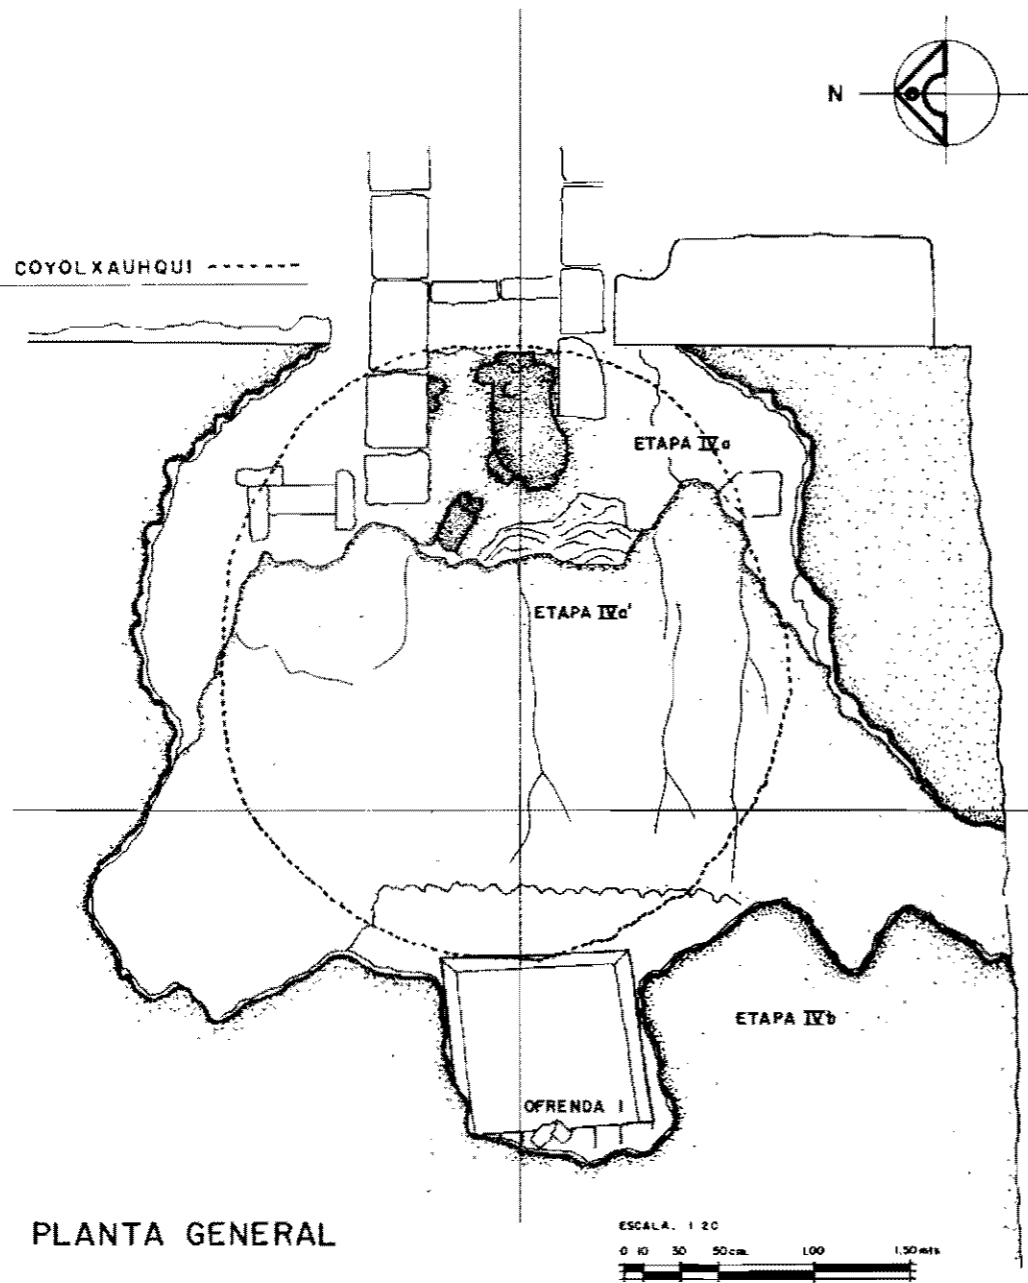 N
COYOLXAUHQUI
ETAPA IVa
ETAPA IVa'
ETAPA IVb
OFRENDA 1
PLANTA GENERAL
ESCALA. 1 20
0 10 30 50 cm. 1.00 1.50 mts